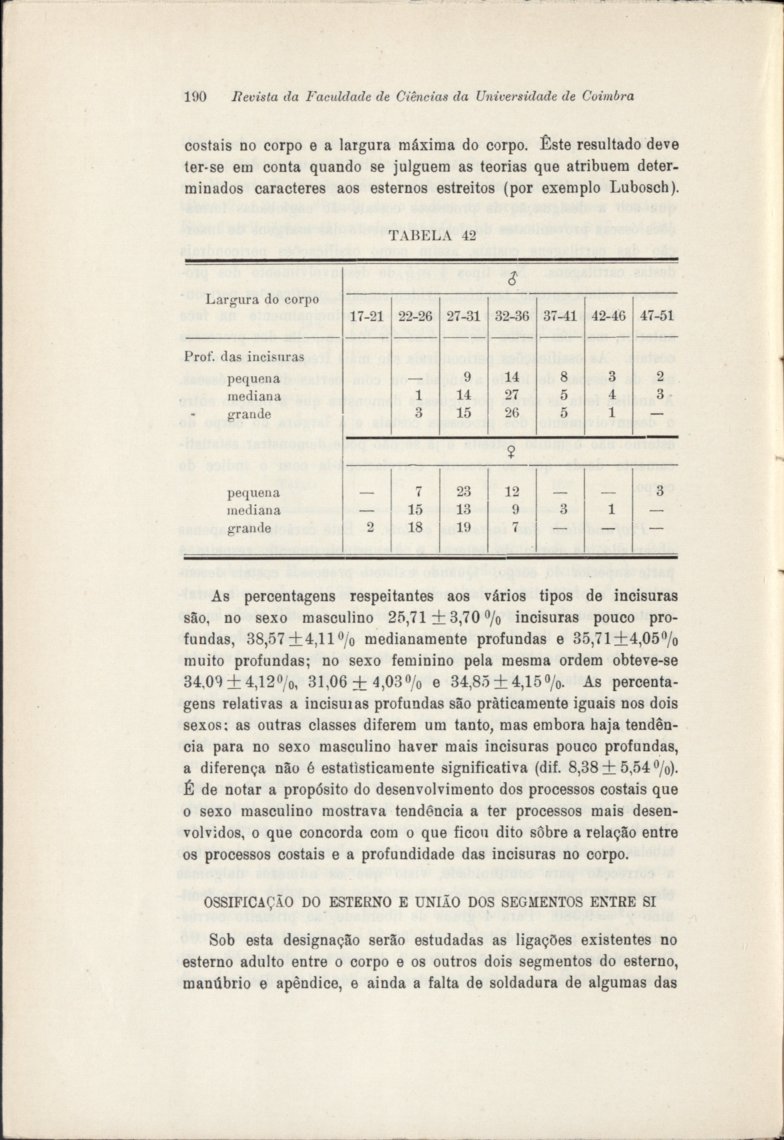 190 Revista da Faculdade de Ciências da Universidade de Coimbra
costais no corpo e a largura máxima do corpo. Êste resultado deve
ter-se em conta quando se julguem as teorias que atribuem deter-
minados caracteres aos esternos estreitos (por exemplo Lubosch).
TABELA 42
♂
Largura do corpo
17-21 22-26 27-31 32-36 37-41 42-46 47-51
Prof. das incisuras
pequena — 9 14 8 3 2
mediana 1 14 27 5 4 3
grande 3 15 26 5 1 —
♀
pequena — 7 23 12 — — 3
mediana — 15 13 9 3 1 —
grande 2 18 19 7 — — —
As percentagens respeitantes aos vários tipos de incisuras
são, no sexo masculino 25,71 ± 3,70 % incisuras pouco pro-
fundas, 38,57 ± 4,11 % medianamente profundas e 35,71 ± 4,05 %
muito profundas; no sexo feminino pela mesma ordem obteve-se
34,09 ± 4,12 %, 31,06 ± 4,03 % e 34,85 ± 4,15 %. As percenta-
gens relativas a incisuras profundas são pràticamente iguais nos dois
sexos; as outras classes diferem um tanto, mas embora haja tendên-
cia para no sexo masculino haver mais incisuras pouco profundas,
a diferença não é estatìsticamente significativa (dif. 8,38 ± 5,54 %).
É de notar a propósito do desenvolvimento dos processos costais que
o sexo masculino mostrava tendência a ter processos mais desen-
volvidos, o que concorda com o que ficou dito sôbre a relação entre
os processos costais e a profundidade das incisuras no corpo.
OSSIFICAÇÃO DO ESTERNO E UNIÃO DOS SEGMENTOS ENTRE SI
Sob esta designação serão estudadas as ligações existentes no
esterno adulto entre o corpo e os outros dois segmentos do esterno,
manúbrio e apêndice, e ainda a falta de soldadura de algumas das